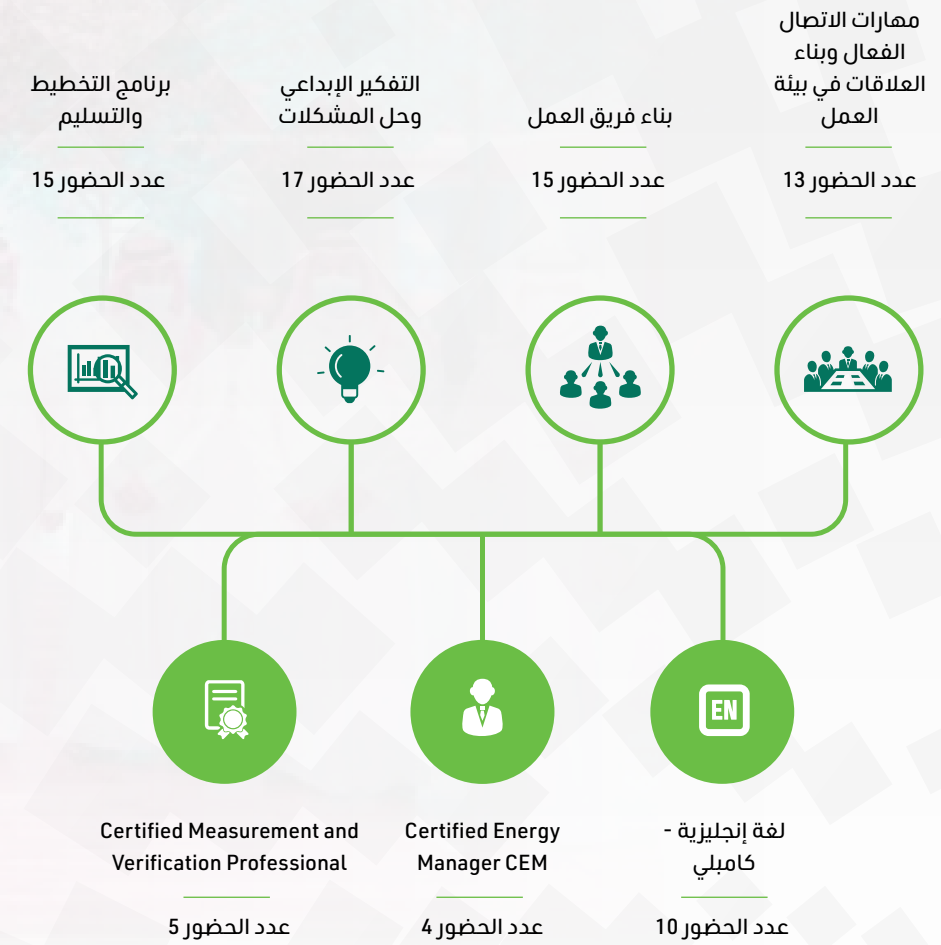 مهارات الاتصال
الفعال وبناء
العلاقات في بيئة
العمل
عدد الحضور 13
بناء فريق العمل
عدد الحضور 15
التفكير الإبداعي
وحل المشكلات
عدد الحضور 17
برنامج التخطيط
والتسليم
عدد الحضور 15
EN
لغة إنجليزية -
كامبلي
عدد الحضور 10
Certified Energy
Manager CEM
عدد الحضور 4
Certified Measurement and
Verification Professional
عدد الحضور 5